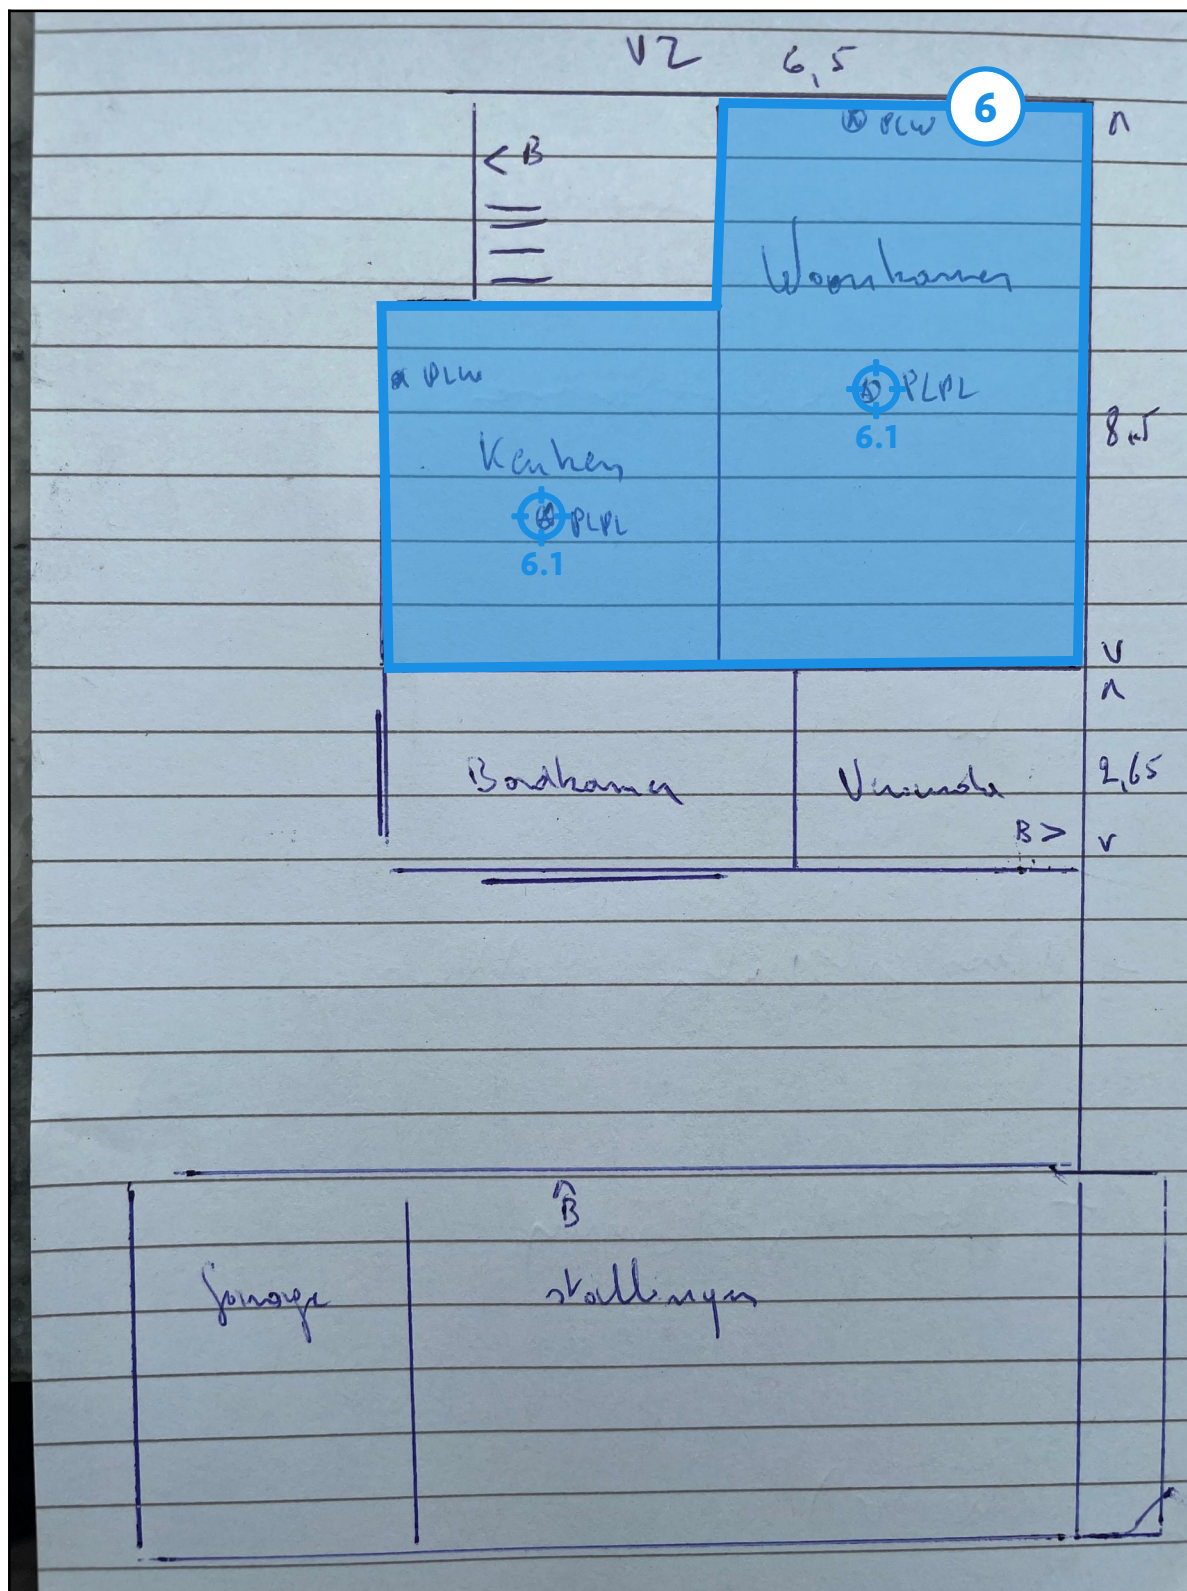 VZ 6,5
6
PLW
< B
Woonkamer
PLW
PLPL
6.1
8,5
Keuken
PLPL
6.1
Badkamer
Veranda
2,65
B >
B
Garage
stallingen